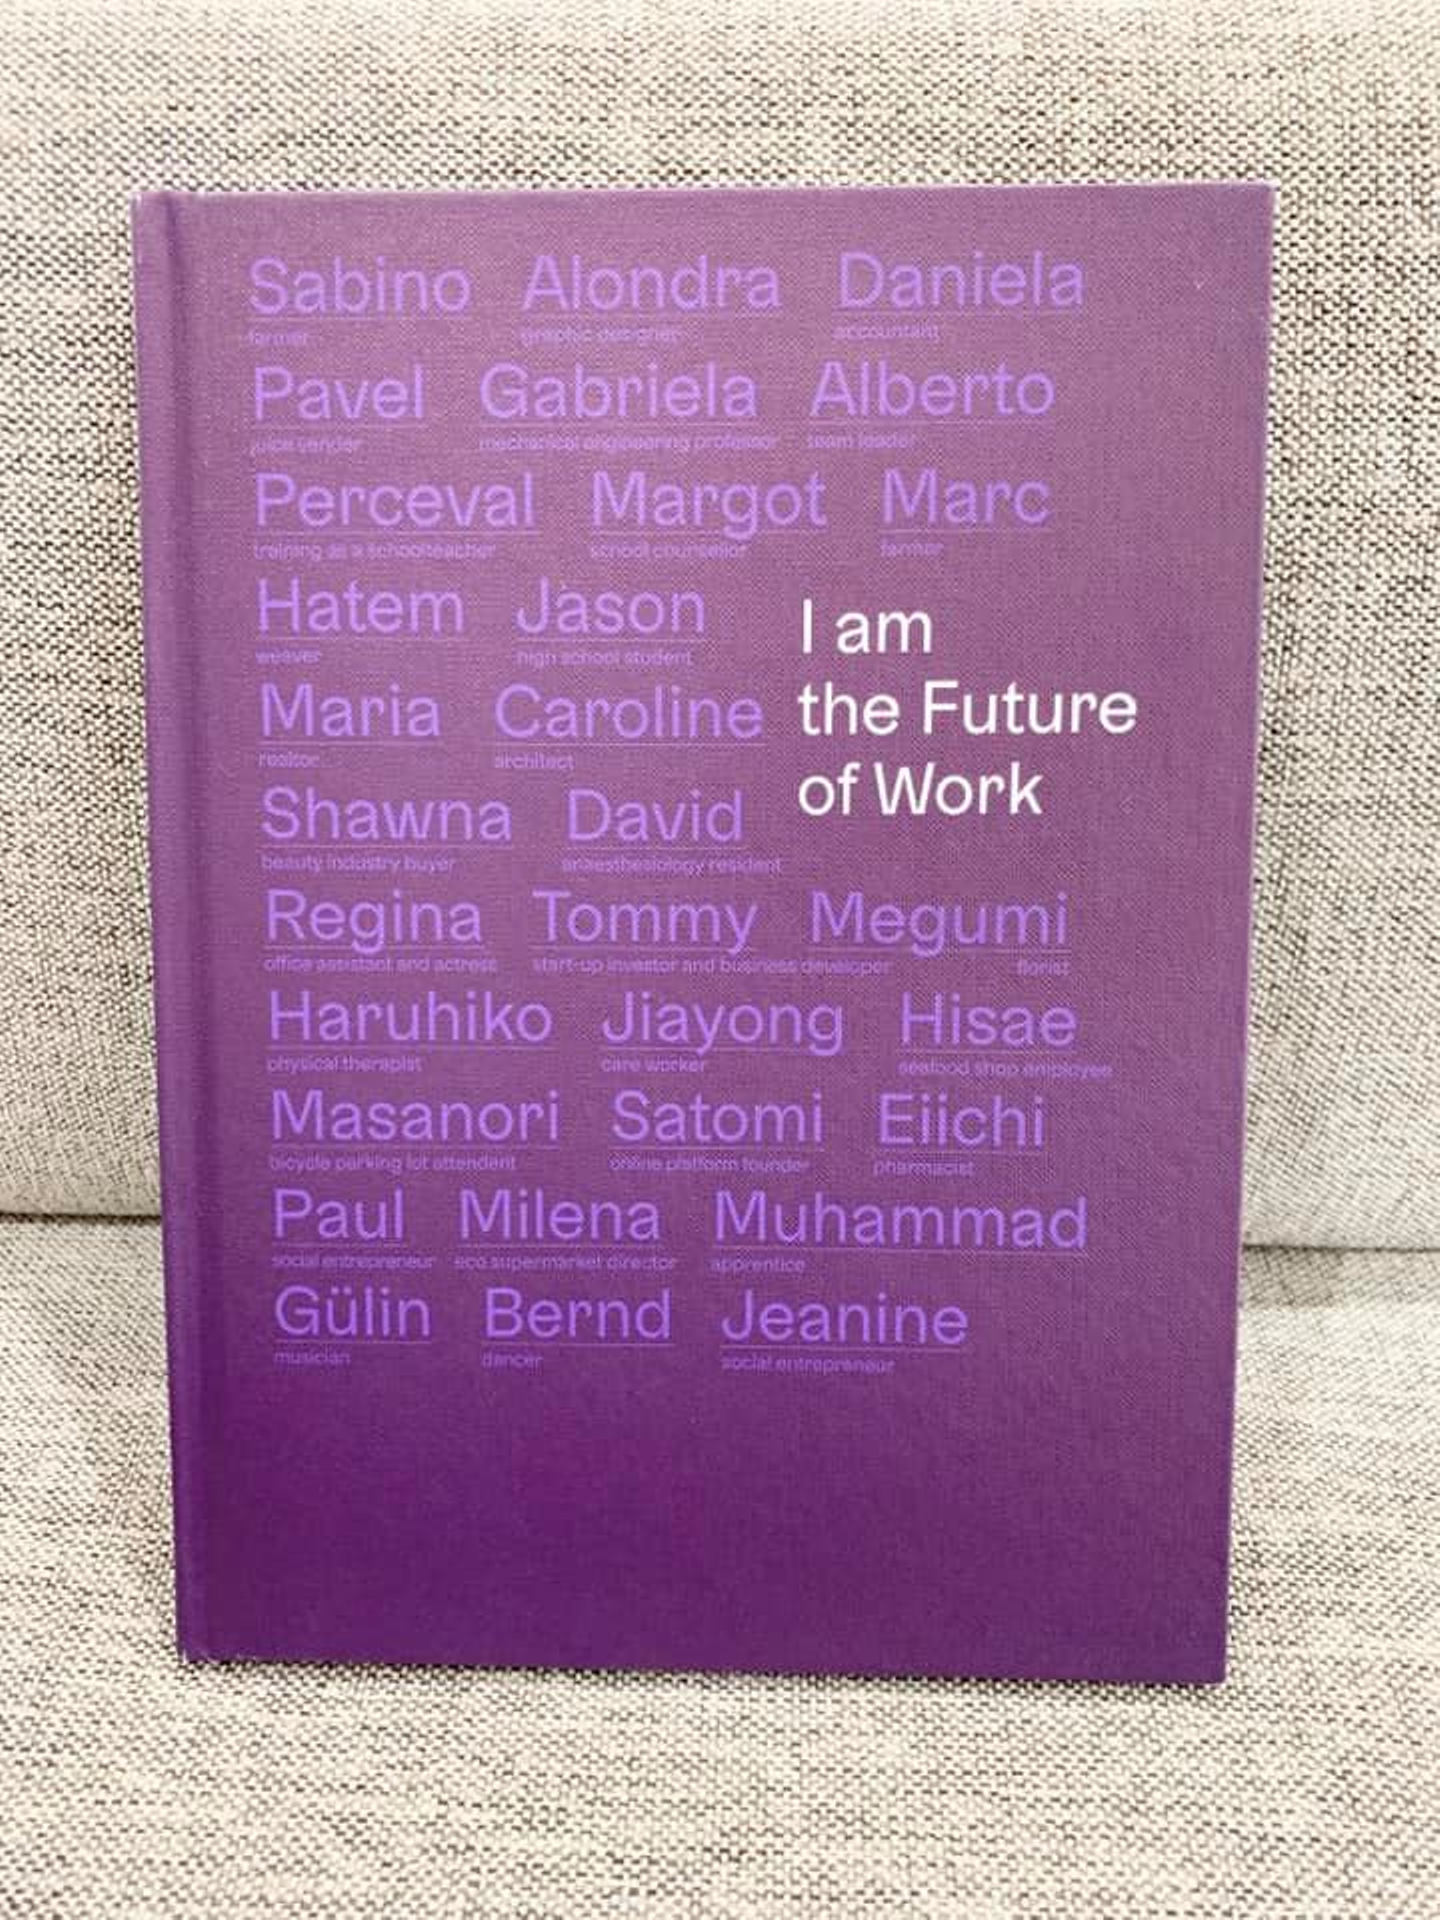 Sabino Alondra Daniela
farmer graphic designer accountant
Pavel Gabriela Alberto
juice vendor mechanical engineering professor team leader
Perceval Margot Marc
training as a schoolteacher school counsellor farmer
Hatem Jason
weaver high school student
I am
the Future
of Work
Maria Caroline
realtor architect
Shawna David
beauty industry buyer anaesthesiology resident
Regina Tommy Megumi
office assistant and actress start-up investor and business developer florist
Haruhiko Jiayong Hisae
physical therapist care worker seafood shop employee
Masanori Satomi Eiichi
bicycle parking lot attendant online platform founder pharmacist
Paul Milena Muhammad
social entrepreneur eco supermarket director apprentice
Gülin Bernd Jeanine
musician dancer social entrepreneur